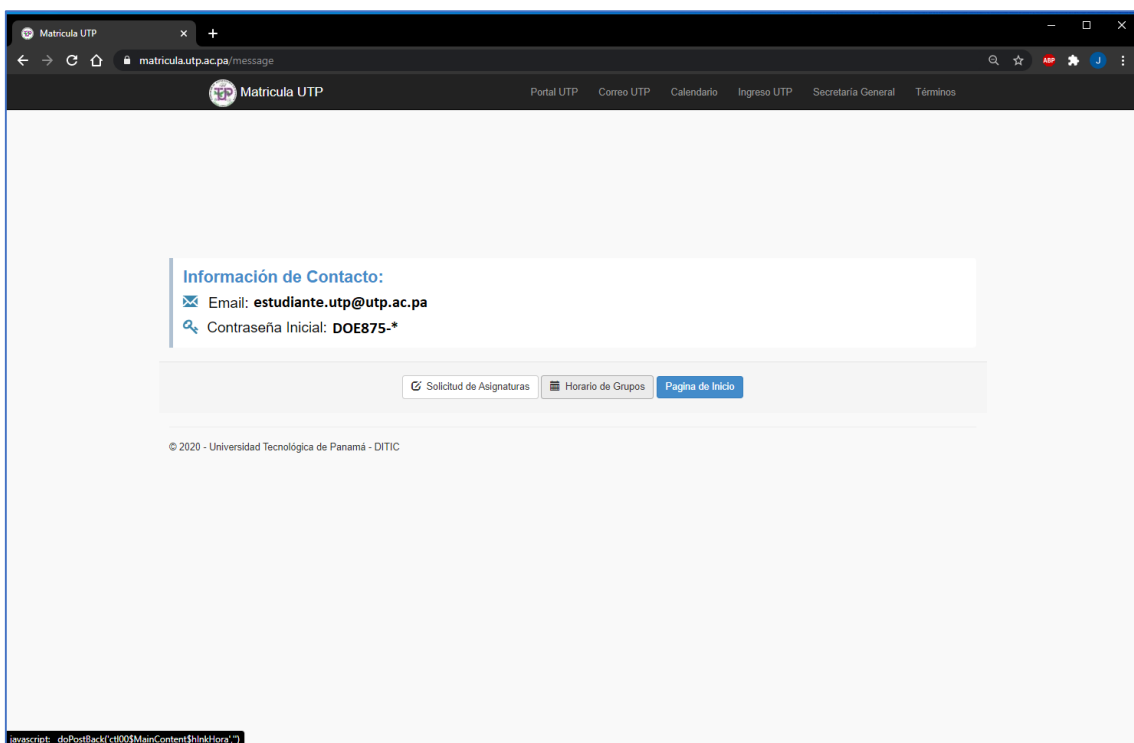 Matricula UTP
matricula.utp.ac.pa/message
ABP J
Matricula UTP Portal UTP Correo UTP Calendario Ingreso UTP Secretaría General Términos
Información de Contacto:
Email: estudiante.utp@utp.ac.pa
Contraseña Inicial: DOE875-*
Solicitud de Asignaturas Horario de Grupos Pagina de Inicio
© 2020 - Universidad Tecnológica de Panamá - DITIC
javascript:__doPostBack('ctl00$MainContent$hlnkHora','')